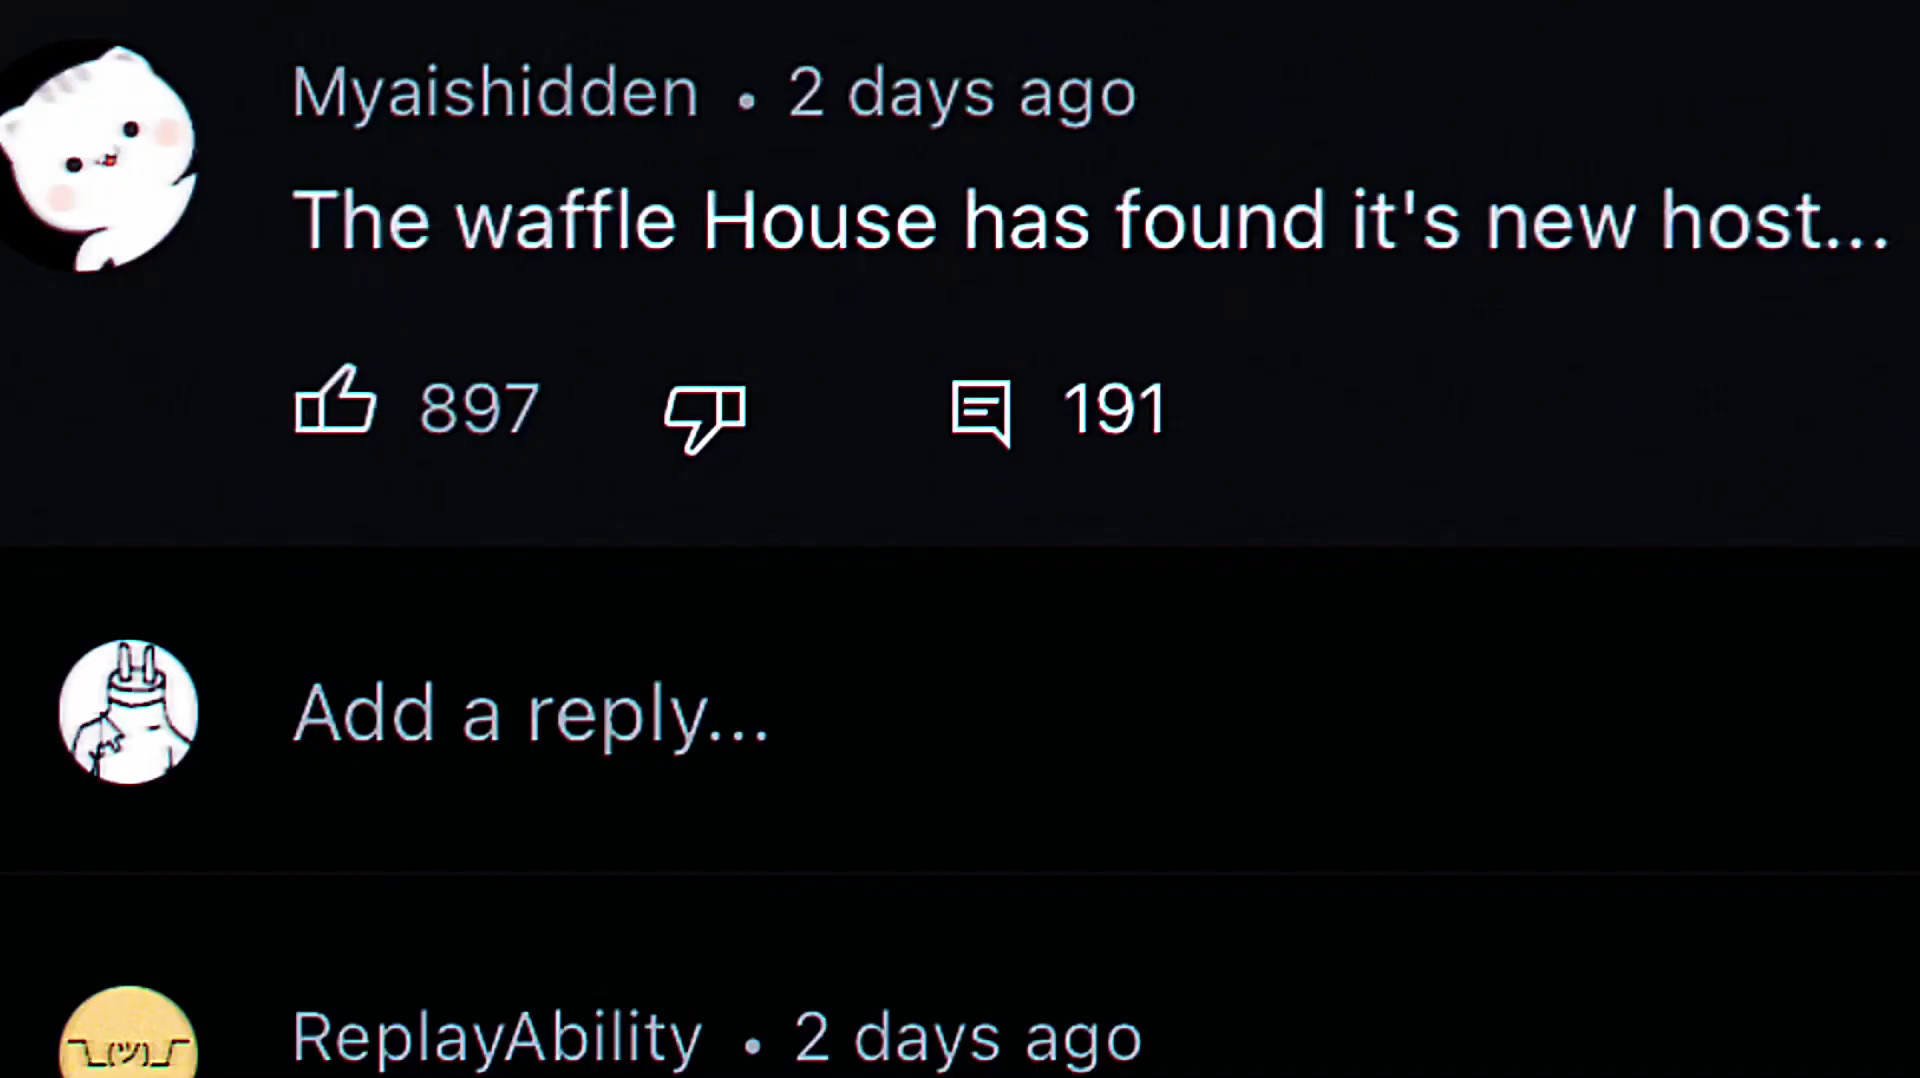 Myaishidden • 2 days ago
The waffle House has found it's new host...
897 191
Add a reply...
ReplayAbility • 2 days ago
¯\_(ツ)_/¯